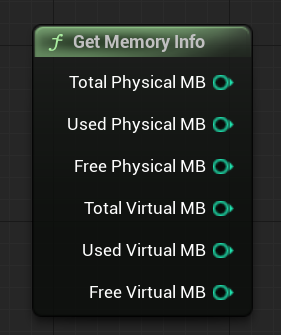 Get Memory Info
Total Physical MB
Used Physical MB
Free Physical MB
Total Virtual MB
Used Virtual MB
Free Virtual MB